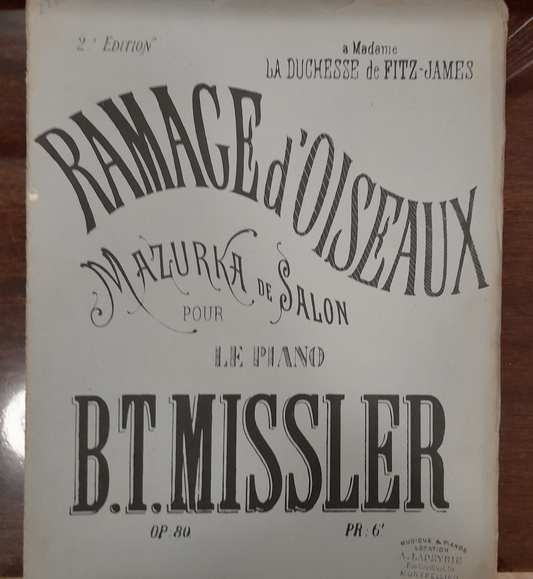 2e EDITION
a Madame
LA DUCHESSE de FITZ-JAMES
RAMAGE d'OISEAUX
MAZURKA DE SALON
POUR
LE PIANO
B.T. MISSLER
OP. 80.
PR: 6f
MUSIQUE & PIANOS
LOCATION
A. LAPEYRIE
MONTPELLIER